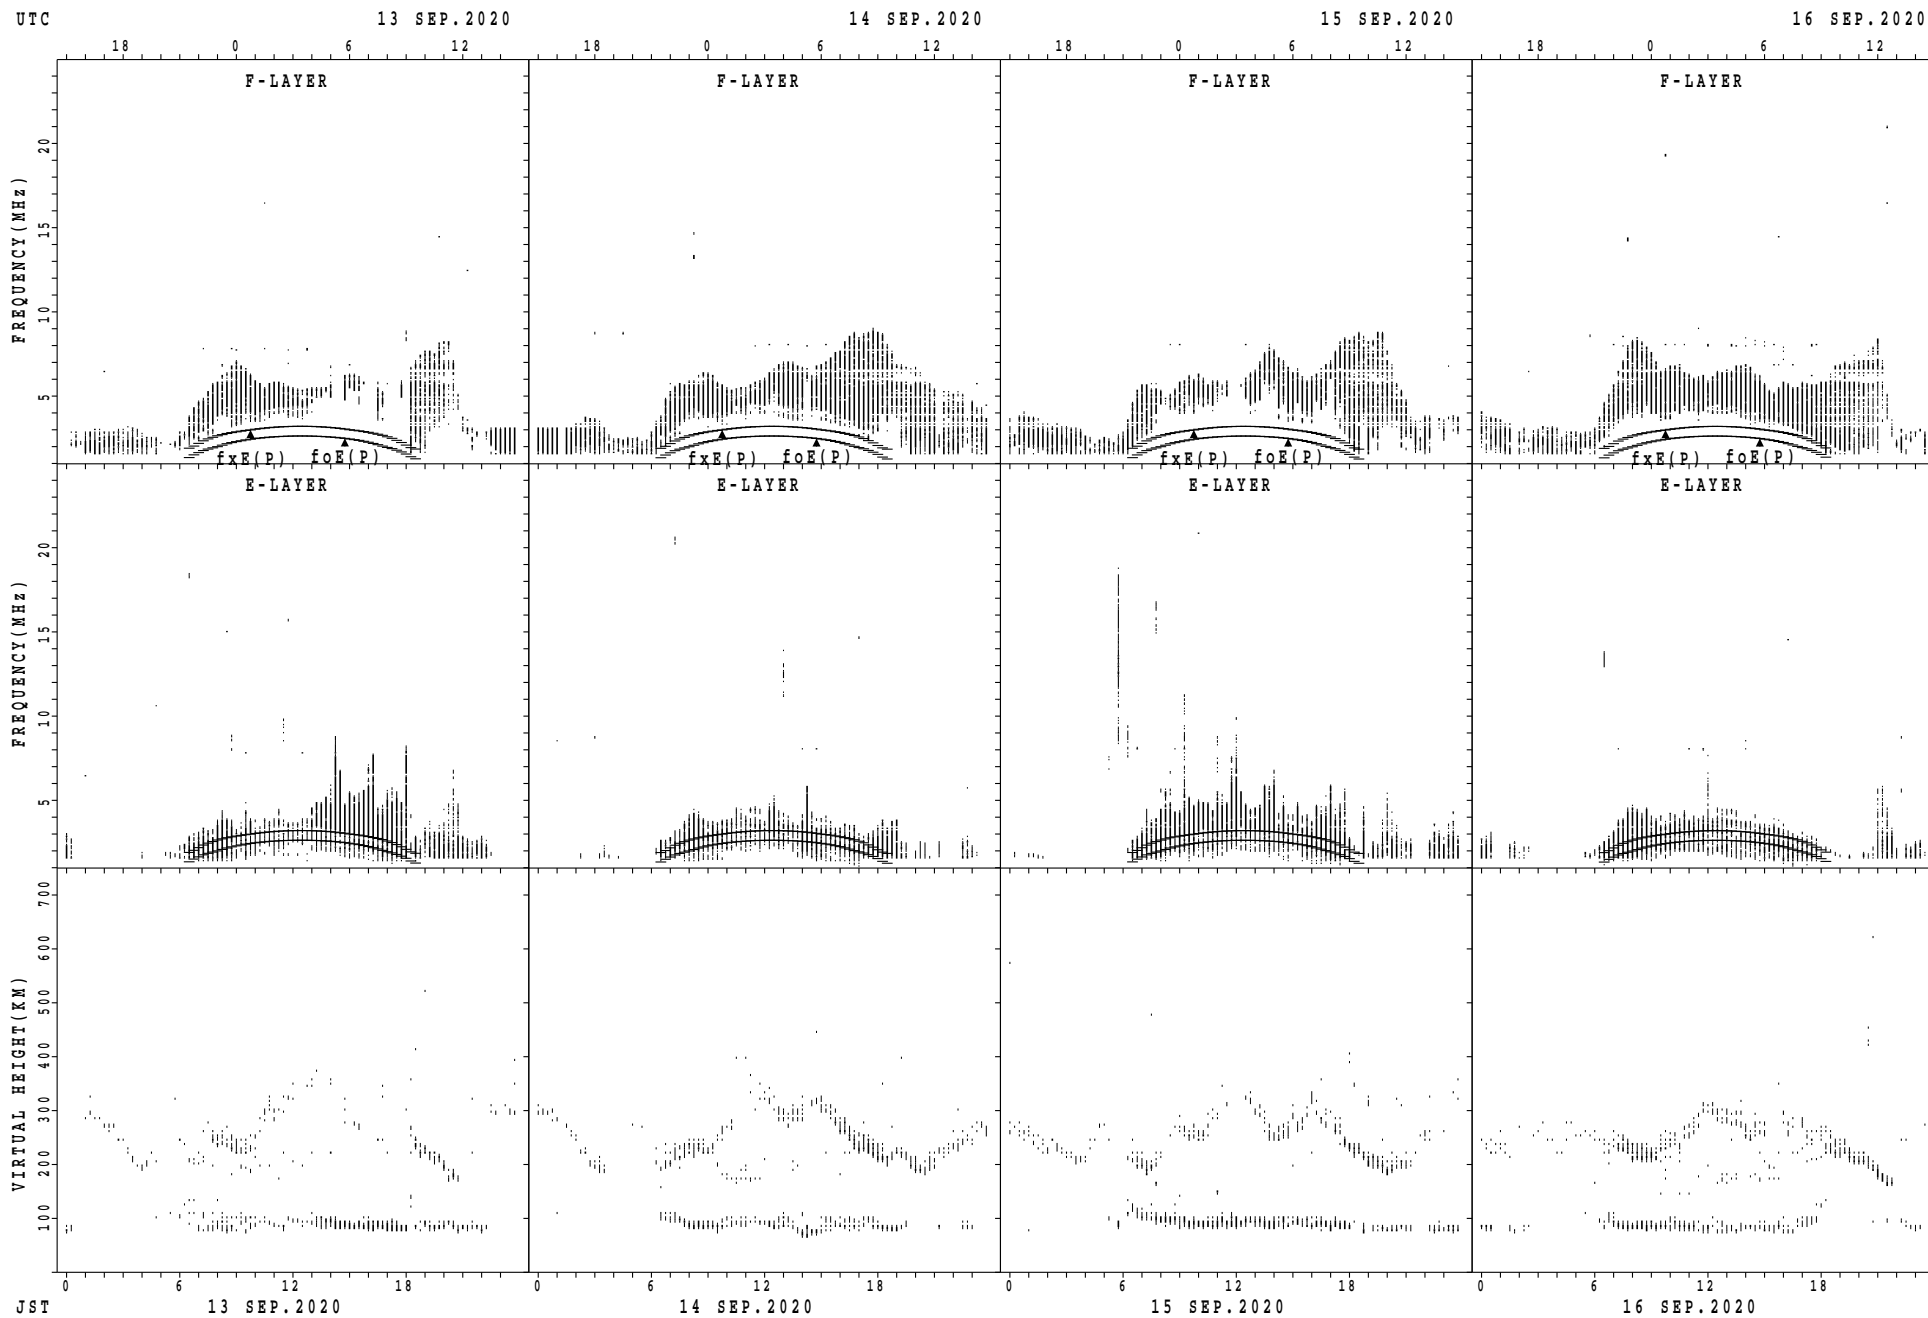 UTC 13 SEP.2020 14 SEP.2020 15 SEP.2020 16 SEP.2020
18 0 6 12 18 0 6 12 18 0 6 12 18 0 6 12
F-LAYER F-LAYER F-LAYER F-LAYER
FREQUENCY(MHz)
20
15
10
5
fxE(P) foE(P) fxE(P) foE(P) fxE(P) foE(P) fxE(P) foE(P)
E-LAYER E-LAYER E-LAYER E-LAYER
FREQUENCY(MHz)
20
15
10
5
VIRTUAL HEIGHT(KM)
700
600
500
400
300
200
100
0 6 12 18 0 6 12 18 0 6 12 18 0 6 12 18
JST 13 SEP.2020 14 SEP.2020 15 SEP.2020 16 SEP.2020